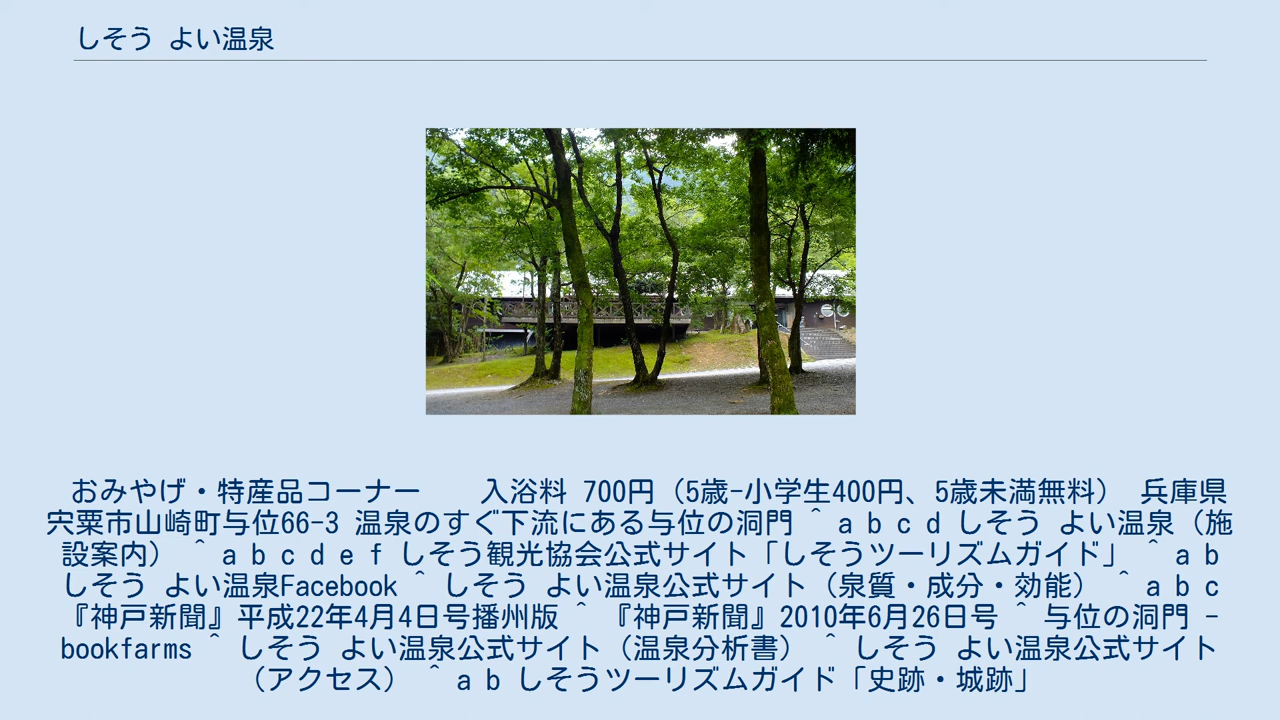 しそう よい温泉
おみやげ・特産品コーナー　　入浴料 700円（5歳-小学生400円、5歳未満無料） 兵庫県
宍粟市山崎町与位66-3 温泉のすぐ下流にある与位の洞門 ^ a b c d しそう よい温泉（施
設案内） ^ a b c d e f しそう観光協会公式サイト「しそうツーリズムガイド」 ^ a b
しそう よい温泉Facebook ^ しそう よい温泉公式サイト（泉質・成分・効能） ^ a b c
『神戸新聞』平成22年4月4日号播州版 ^ 『神戸新聞』2010年6月26日号 ^ 与位の洞門 -
bookfarms ^ しそう よい温泉公式サイト（温泉分析書） ^ しそう よい温泉公式サイト
（アクセス） ^ a b しそうツーリズムガイド「史跡・城跡」